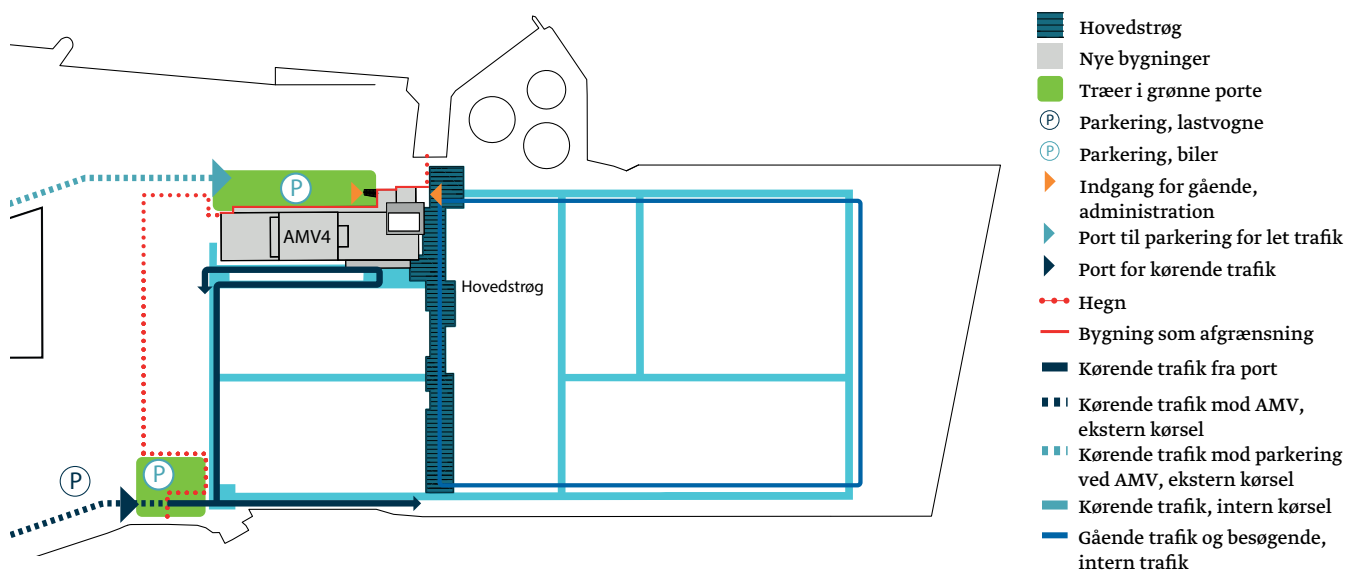 P
AMV4
Hovedstrøg
P
P
Hovedstrøg
Nye bygninger
Træer i grønne porte
P Parkering, lastvogne
P Parkering, biler
Indgang for gående,
administration
Port til parkering for let trafik
Port for kørende trafik
Hegn
Bygning som afgrænsning
Kørende trafik fra port
Kørende trafik mod AMV,
ekstern kørsel
Kørende trafik mod parkering
ved AMV, ekstern kørsel
Kørende trafik, intern kørsel
Gående trafik og besøgende,
intern trafik